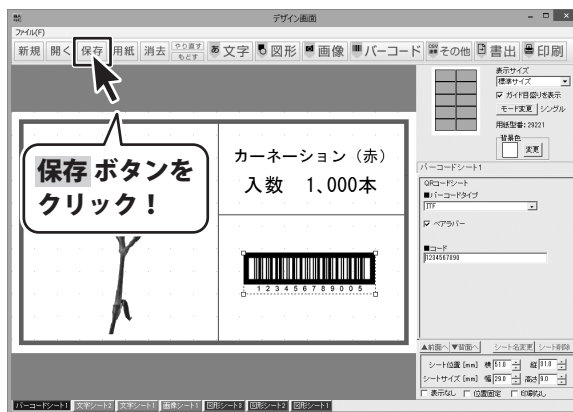 デザイン画面
ファイル(F)
新規 開く 保存 用紙 消去 やり直す もどす 文字 図形 画像 バーコード その他 書出 印刷
表示サイズ
標準サイズ
ガイド目盛りを表示
モード変更 シングル
用紙型番: 29221
背景色
変更
保存 ボタンを
クリック！
カーネーション（赤）
入数 1,000本
1 2 3 4 5 6 7 8 9 0 0 5
バーコードシート1
QRコードシート
■バーコードタイプ
ITF
ベアラバー
■コード
1234567890
▲前面へ ▼背面へ シート名変更 シート削除
シート位置 [mm] 横 51.0 縦 31.0
シートサイズ [mm] 幅 29.0 高さ 9.0
表示なし 位置固定 印刷なし
バーコードシート1 文字シート2 文字シート1 画像シート1 図形シート3 図形シート2 図形シート1